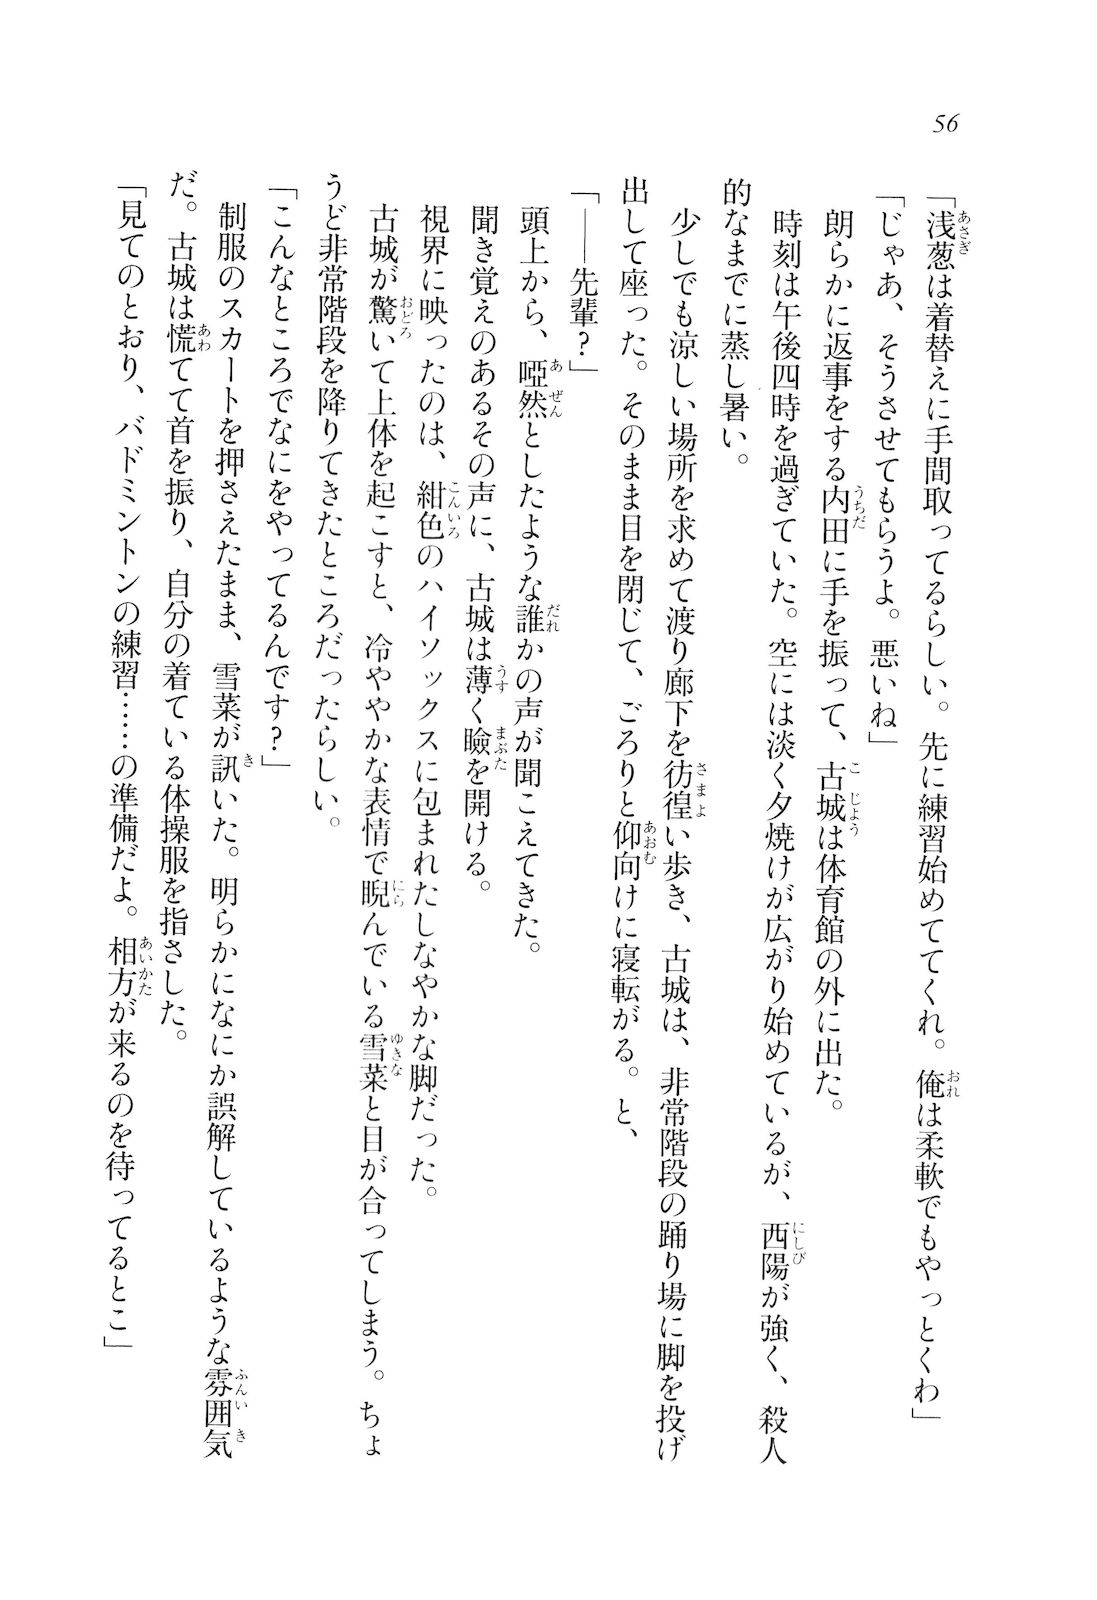 56
「浅葱は着替えに手間取ってるらしい。先に練習始めててくれ。俺は柔軟でもやっとくわ」
「じゃあ、そうさせてもらうよ。悪いね」
朗らかに返事をする内田に手を振って、古城は体育館の外に出た。
時刻は午後四時を過ぎていた。空には淡く夕焼けが広がり始めているが、西陽が強く、殺人
的なまでに蒸し暑い。
少しでも涼しい場所を求めて渡り廊下を彷徨い歩き、古城は、非常階段の踊り場に脚を投げ
出して座った。そのまま目を閉じて、ごろりと仰向けに寝転がる。と、
「――先輩?」
頭上から、啞然としたような誰かの声が聞こえてきた。
聞き覚えのあるその声に、古城は薄く瞼を開ける。
視界に映ったのは、紺色のハイソックスに包まれたしなやかな脚だった。
古城が驚いて上体を起こすと、冷ややかな表情で睨んでいる雪菜と目が合ってしまう。ちょ
うど非常階段を降りてきたところだったらしい。
「こんなところでなにをやってるんです?」
制服のスカートを押さえたまま、雪菜が訊いた。明らかになにか誤解しているような雰囲気
だ。古城は慌てて首を振り、自分の着ている体操服を指さした。
「見てのとおり、バドミントンの練習……の準備だよ。相方が来るのを待ってるとこ」